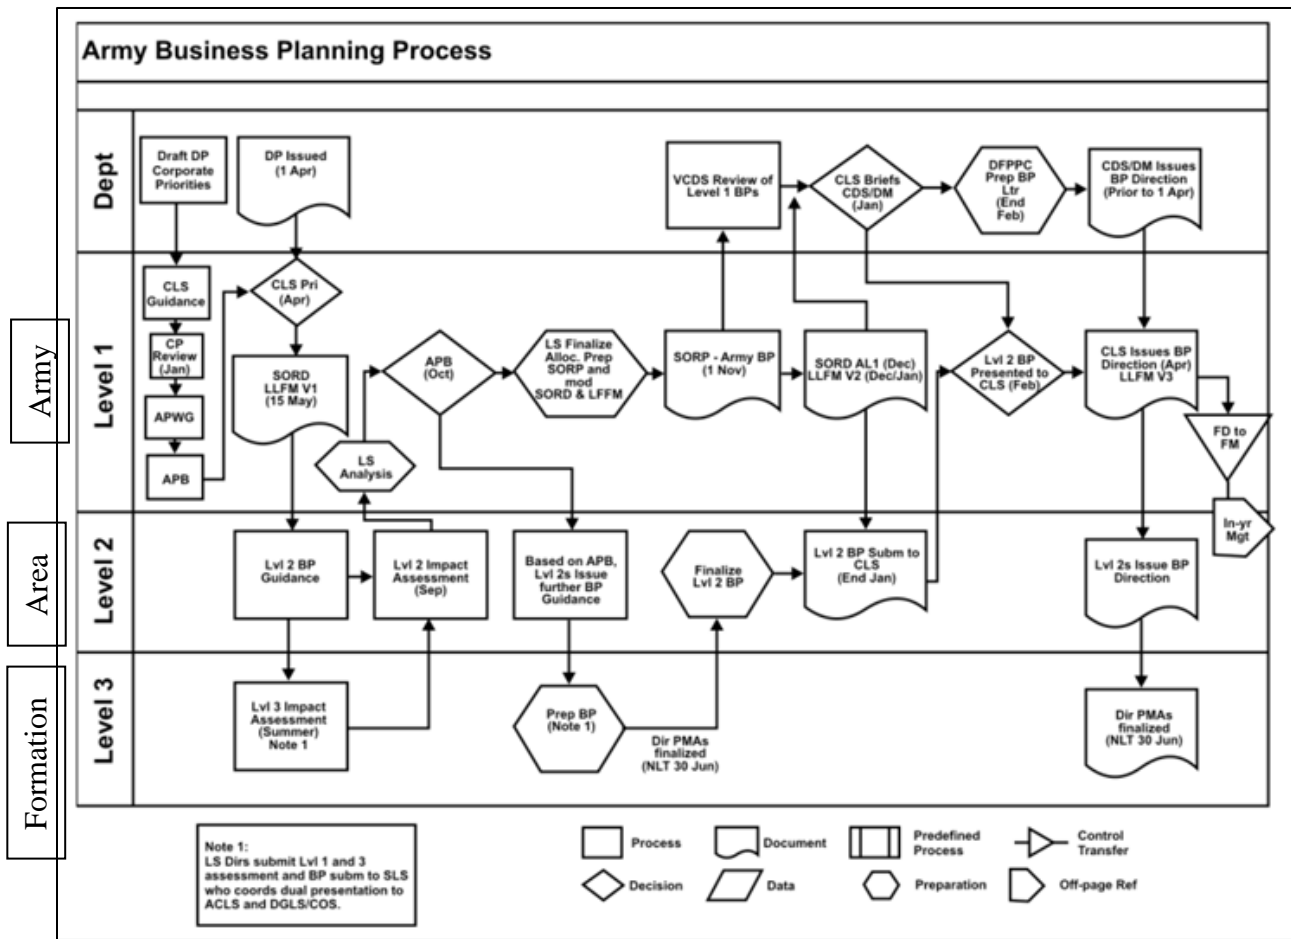 Army Business Planning Process
Dept
Draft DP
Corporate
Priorities
DP Issued
(1 Apr)
VCDS Review of
Level 1 BPs
CLS Briefs
CDS/DM
(Jan)
DFPPC
Prep BP
Ltr
(End
Feb)
CDS/DM Issues
BP Direction
(Prior to 1 Apr)
Army
Level 1
CLS
Guidance
CP
Review
(Jan)
APWG
APB
CLS Pri
(Apr)
SORD
LLFM V1
(15 May)
LS
Analysis
APB
(Oct)
LS Finalize
Alloc. Prep
SORP and
mod
SORD & LFFM
SORP - Army BP
(1 Nov)
SORD AL1 (Dec)
LLFM V2 (Dec/Jan)
Lvl 2 BP
Presented to
CLS (Feb)
CLS Issues BP
Direction (Apr)
LLFM V3
FD to
FM
In-yr
Mgt
Area
Level 2
Lvl 2 BP
Guidance
Lvl 2 Impact
Assessment
(Sep)
Based on APB,
Lvl 2s Issue
further BP
Guidance
Finalize
Lvl 2 BP
Lvl 2 BP Subm to
CLS
(End Jan)
Lvl 2s Issue BP
Direction
Formation
Level 3
Lvl 3 Impact
Assessment
(Summer)
Note 1
Prep BP
(Note 1)
Dir PMAs
finalized
(NLT 30 Jun)
Dir PMAs
finalized
(NLT 30 Jun)
Note 1:
LS Dirs submit Lvl 1 and 3
assessment and BP subm to SLS
who coords dual presentation to
ACLS and DGLS/COS.
Process
Document
Predefined
Process
Control
Transfer
Decision
Data
Preparation
Off-page Ref